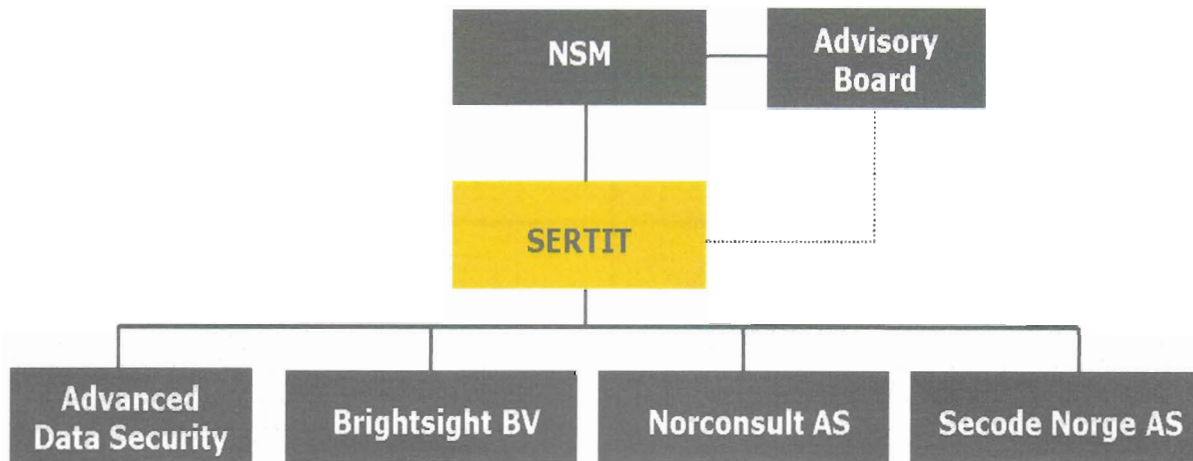 NSM
Advisory
Board
SERTIT
Advanced
Data Security
Brightsight BV
Norconsult AS
Secode Norge AS